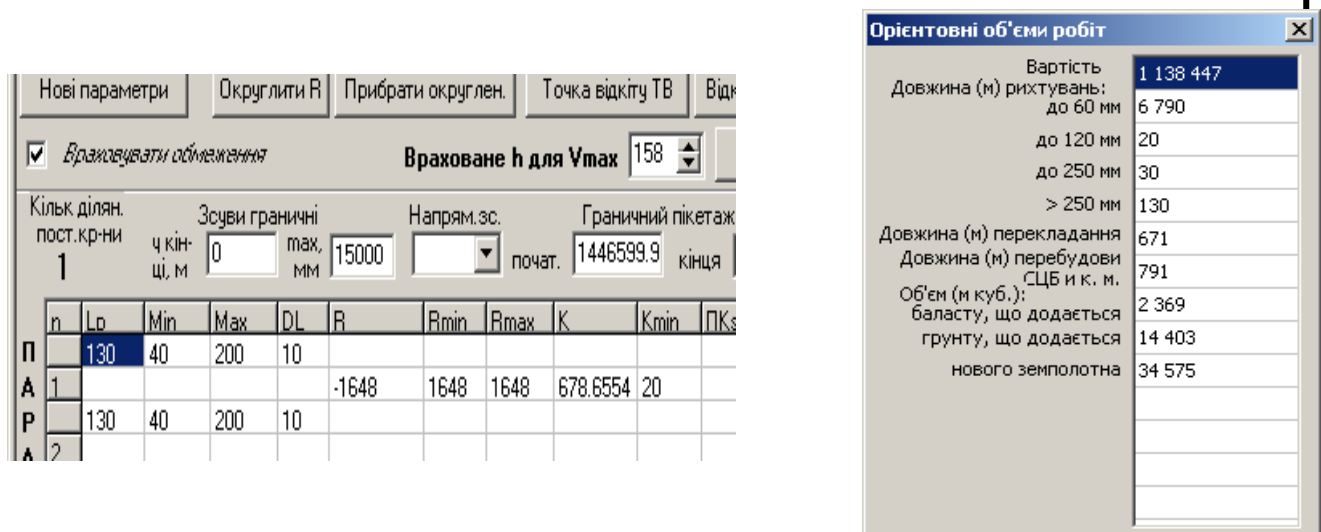 Нові параметри Округлити R Прибрати округлен. Точка відкіту ТВ Відк
Враховувати обмеження Враховане h для Vmax 158
Кільк ділян. пост.кр-ни 1
Зсуви граничні
у кін-ці, м 0 max, мм 15000
Напрям.зс.
Граничний пікетаж
почат. 1446599.9 кінця
n Lp Min Max DL R Rmin Rmax K Kmin ПКs
П 130 40 200 10
А 1 -1648 1648 1648 678.6554 20
Р 130 40 200 10
А 2
Орієнтовні об'єми робіт
Вартість 1 138 447
Довжина (м) рихтувань:
до 60 мм 6 790
до 120 мм 20
до 250 мм 30
> 250 мм 130
Довжина (м) перекладання 671
Довжина (м) перебудови
СЦБ и к. м. 791
Об'єм (м куб.):
баласту, що додається 2 369
грунту, що додається 14 403
нового земполотна 34 575